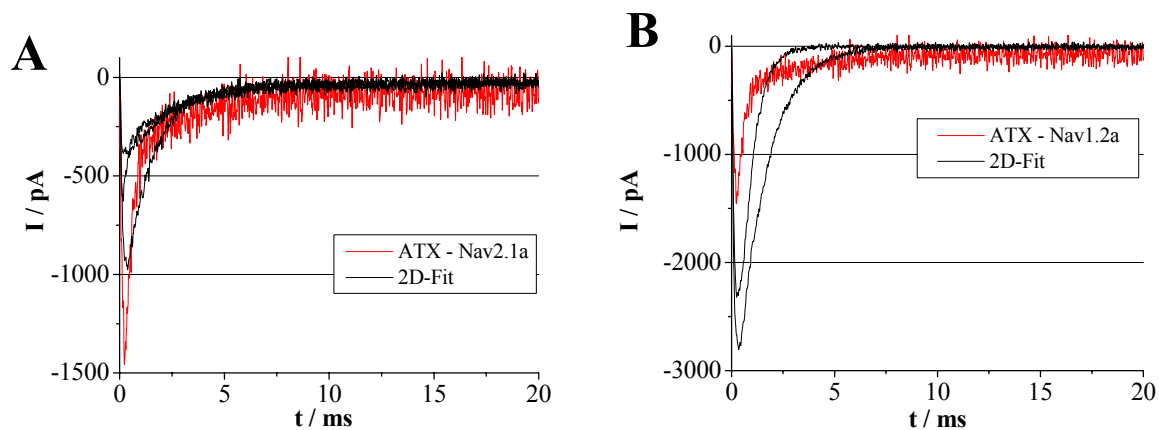 A
I / pA
0
-500
-1000
-1500
ATX - Nav2.1a
2D-Fit
0
5
10
15
20
t / ms
B
I / pA
0
-1000
-2000
-3000
ATX - Nav1.2a
2D-Fit
0
5
10
15
20
t / ms